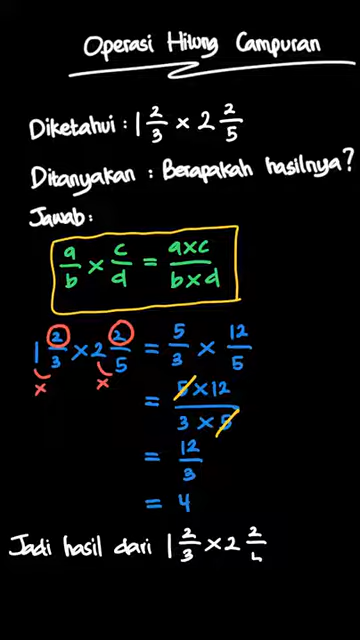 Operasi Hitung Campuran
Diketahui : 1 2/3 × 2 2/5
Ditanyakan : Berapakah hasilnya?
Jawab:
a/b × c/d = a×c / b×d
1 2/3 × 2 2/5 = 5/3 × 12/5
× ×
= 5×12 / 3×5
= 12/3
= 4
Jadi hasil dari 1 2/3 × 2 2/